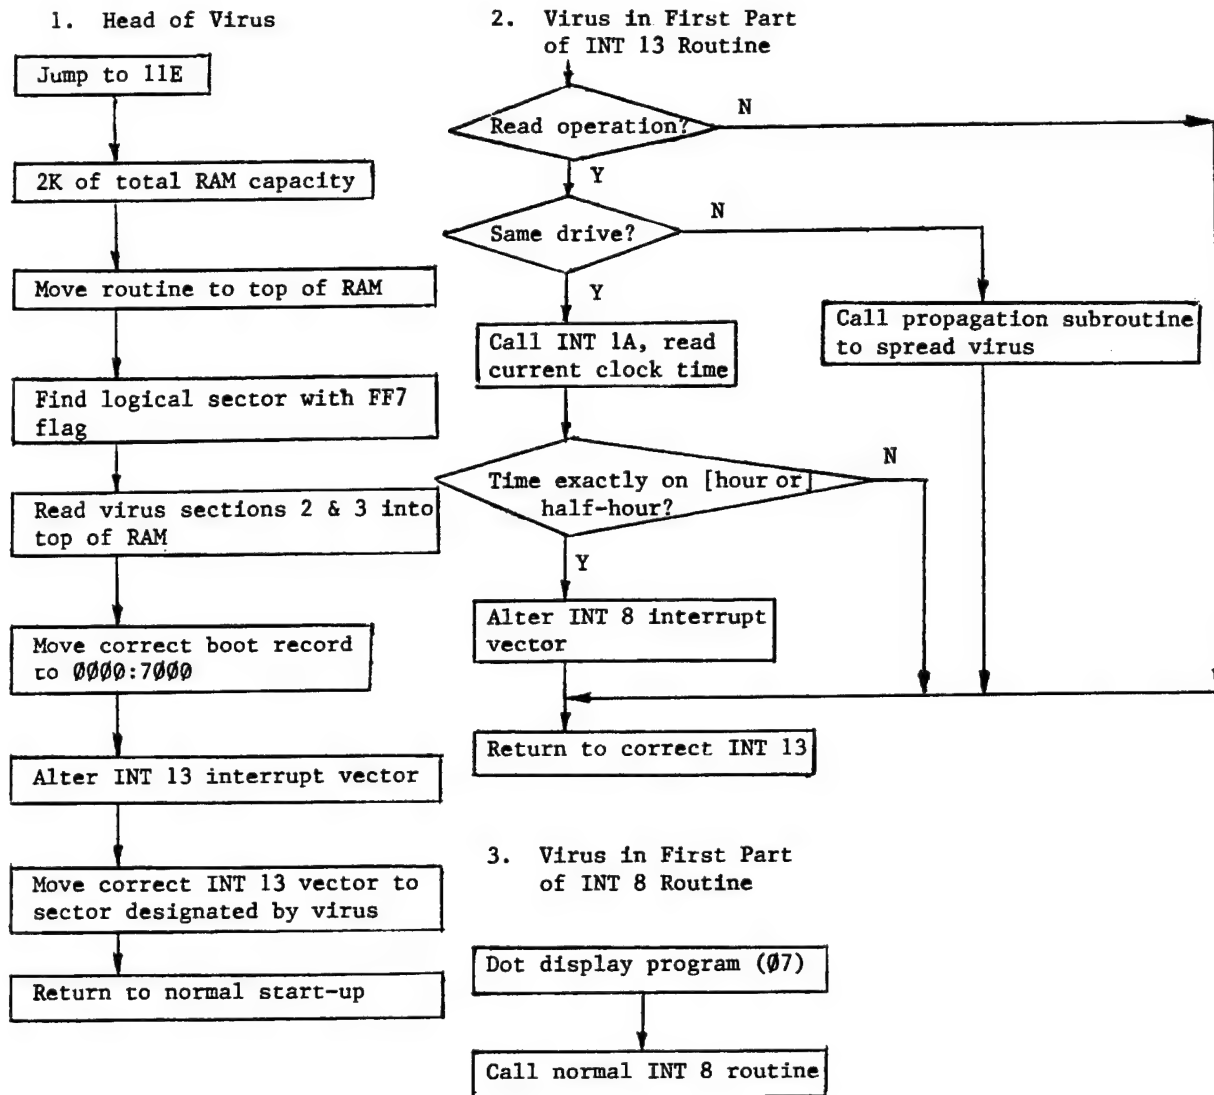 1. Head of Virus
Jump to 11E
2K of total RAM capacity
Move routine to top of RAM
Find logical sector with FF7
flag
Read virus sections 2 & 3 into
top of RAM
Move correct boot record
to 0000:7000
Alter INT 13 interrupt vector
Move correct INT 13 vector to
sector designated by virus
Return to normal start-up
2. Virus in First Part
of INT 13 Routine
Read operation?
N
Y
Same drive?
N
Y
Call propagation subroutine
to spread virus
Call INT 1A, read
current clock time
Time exactly on [hour or]
half-hour?
N
Y
Alter INT 8 interrupt
vector
Return to correct INT 13
3. Virus in First Part
of INT 8 Routine
Dot display program (07)
Call normal INT 8 routine